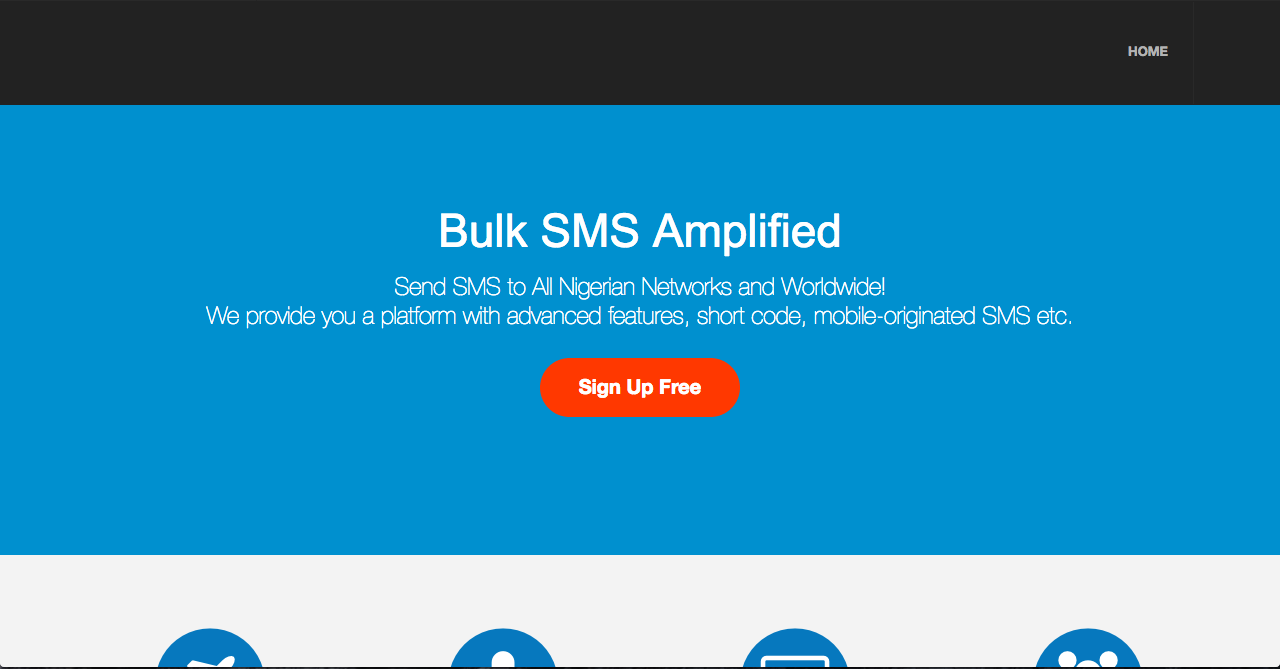 HOME
Bulk SMS Amplified
Send SMS to All Nigerian Networks and Worldwide!
We provide you a platform with advanced features, short code, mobile-originated SMS etc.
Sign Up Free